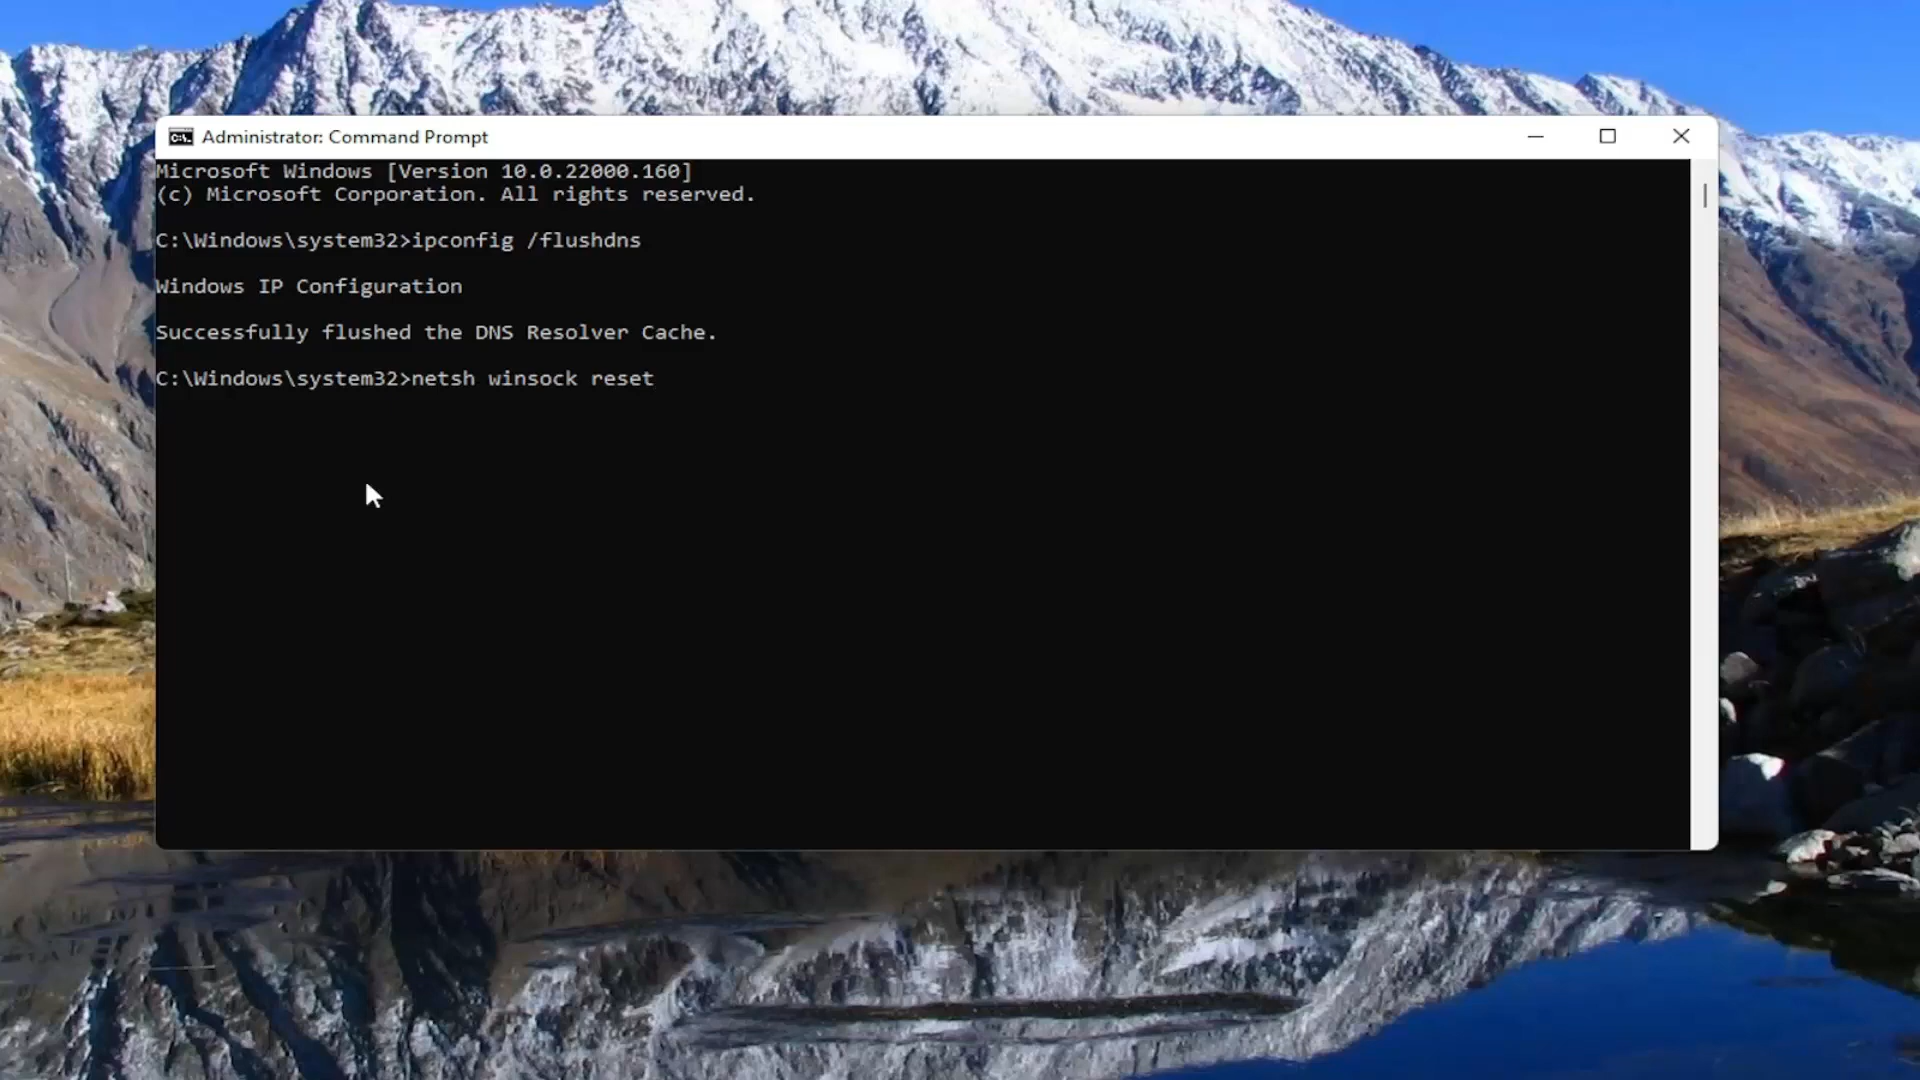 Administrator: Command Prompt
Microsoft Windows [Version 10.0.22000.160]
(c) Microsoft Corporation. All rights reserved.
C:\Windows\system32>ipconfig /flushdns
Windows IP Configuration
Successfully flushed the DNS Resolver Cache.
C:\Windows\system32>netsh winsock reset